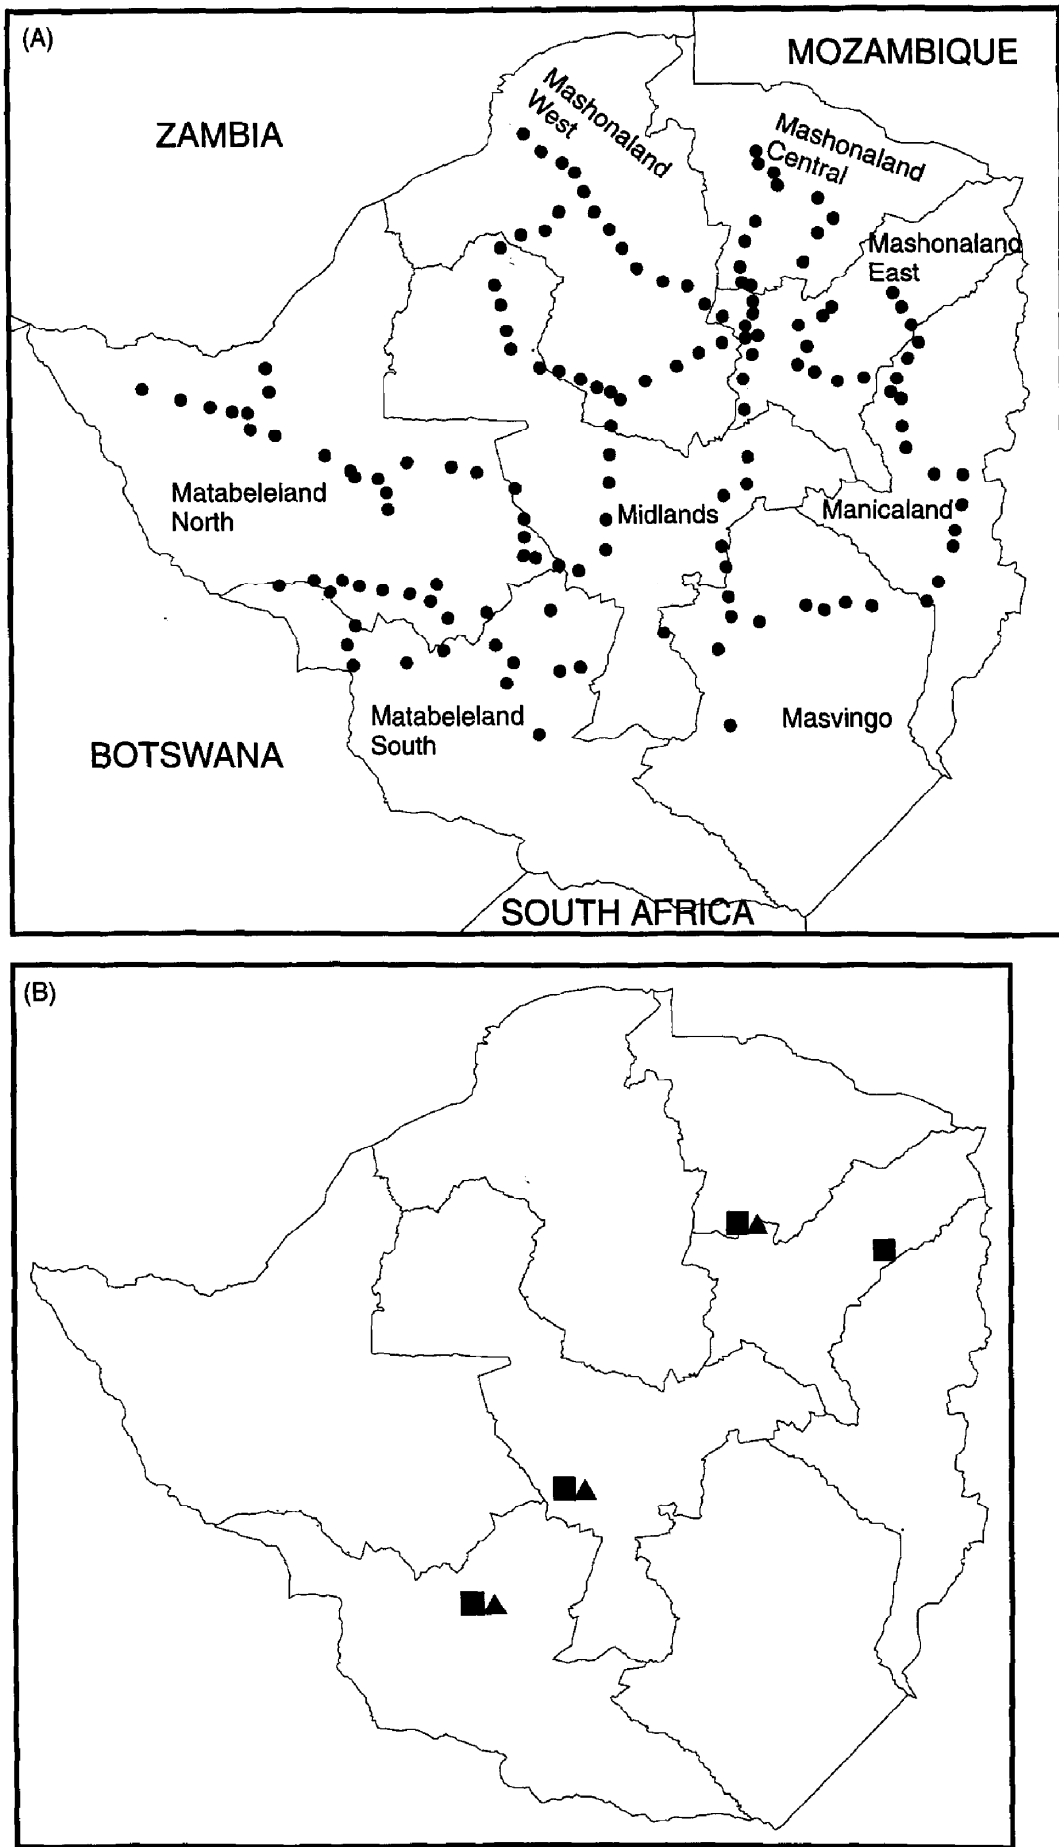 (A)
MOZAMBIQUE
ZAMBIA
Mashonaland
West
Mashonaland
Central
Mashonaland
East
Matabeleland
North
Midlands
Manicaland
Matabeleland
South
Masvingo
BOTSWANA
SOUTH AFRICA
(B)